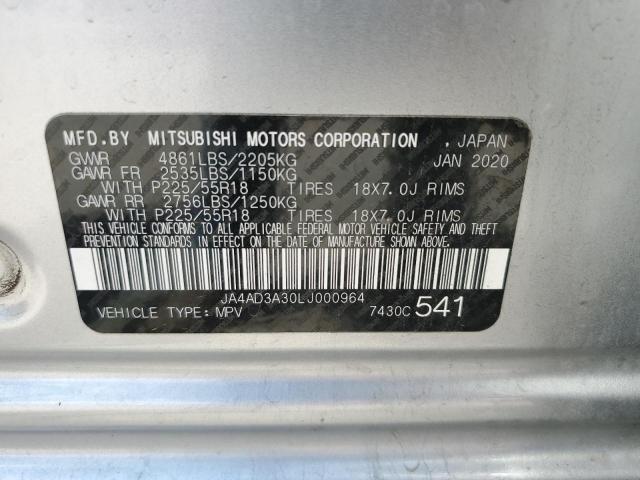 MFD.BY MITSUBISHI MOTORS CORPORATION , JAPAN
GVWR 4861LBS/2205KG JAN 2020
GAWR FR 2535LBS/1150KG
WITH P225/55R18 TIRES 18X7.0J RIMS
GAWR RR 2756LBS/1250KG
WITH P225/55R18 TIRES 18X7.0J RIMS
THIS VEHICLE CONFORMS TO ALL APPLICABLE FEDERAL MOTOR VEHICLE SAFETY AND THEFT
PREVENTION STANDARDS IN EFFECT ON THE DATE OF MANUFACTURE SHOWN ABOVE.
JA4AD3A30LJ000964
VEHICLE TYPE: MPV 7430C 541